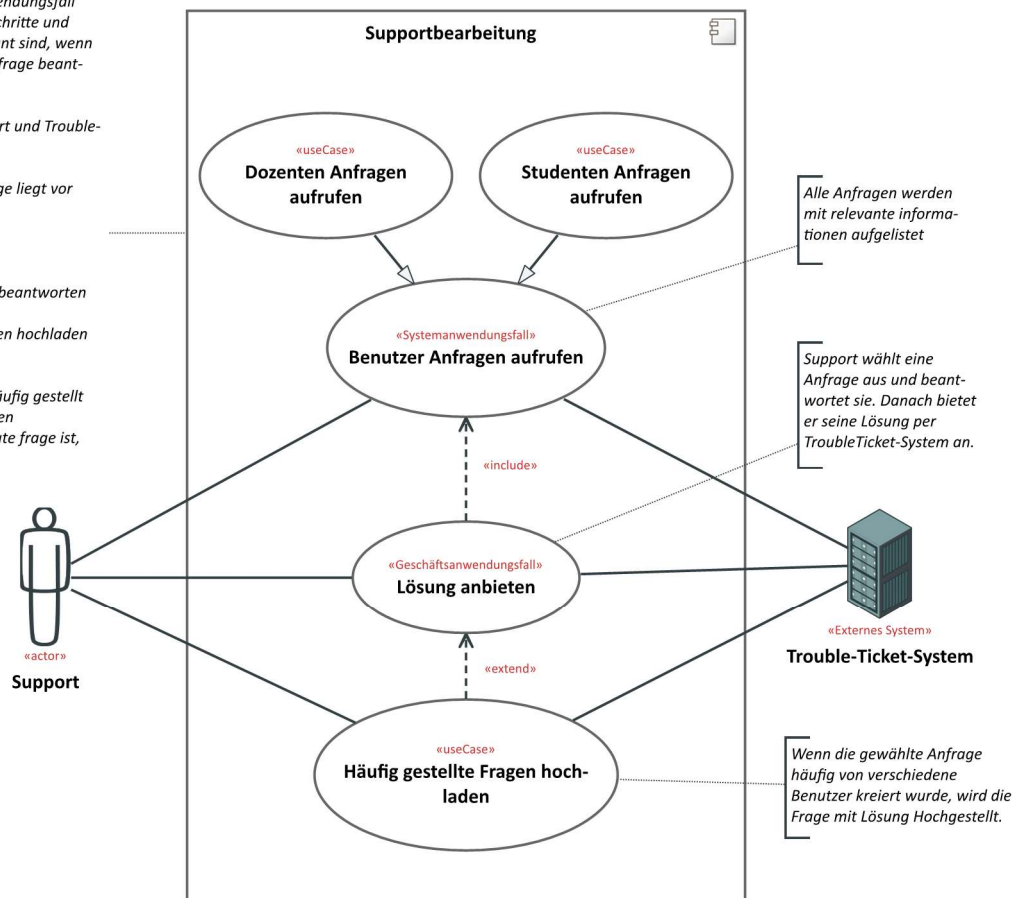 endungsfall
chritte und
ant sind, wenn
frage beant-
rt und Trouble-
ge liegt vor
beantworten
en hochladen
äufig gestellt
en
te frage ist,
Supportbearbeitung
«useCase»
Dozenten Anfragen
aufrufen
«useCase»
Studenten Anfragen
aufrufen
Alle Anfragen werden
mit relevante informa-
tionen aufgelistet
«Systemanwendungsfall»
Benutzer Anfragen aufrufen
Support wählt eine
Anfrage aus und beant-
wortet sie. Danach bietet
er seine Lösung per
TroubleTicket-System an.
«include»
«Geschäftsanwendungsfall»
Lösung anbieten
«actor»
Support
«Externes System»
Trouble-Ticket-System
«extend»
«useCase»
Häufig gestellte Fragen hoch-
laden
Wenn die gewählte Anfrage
häufig von verschiedene
Benutzer kreiert wurde, wird die
Frage mit Lösung Hochgestellt.